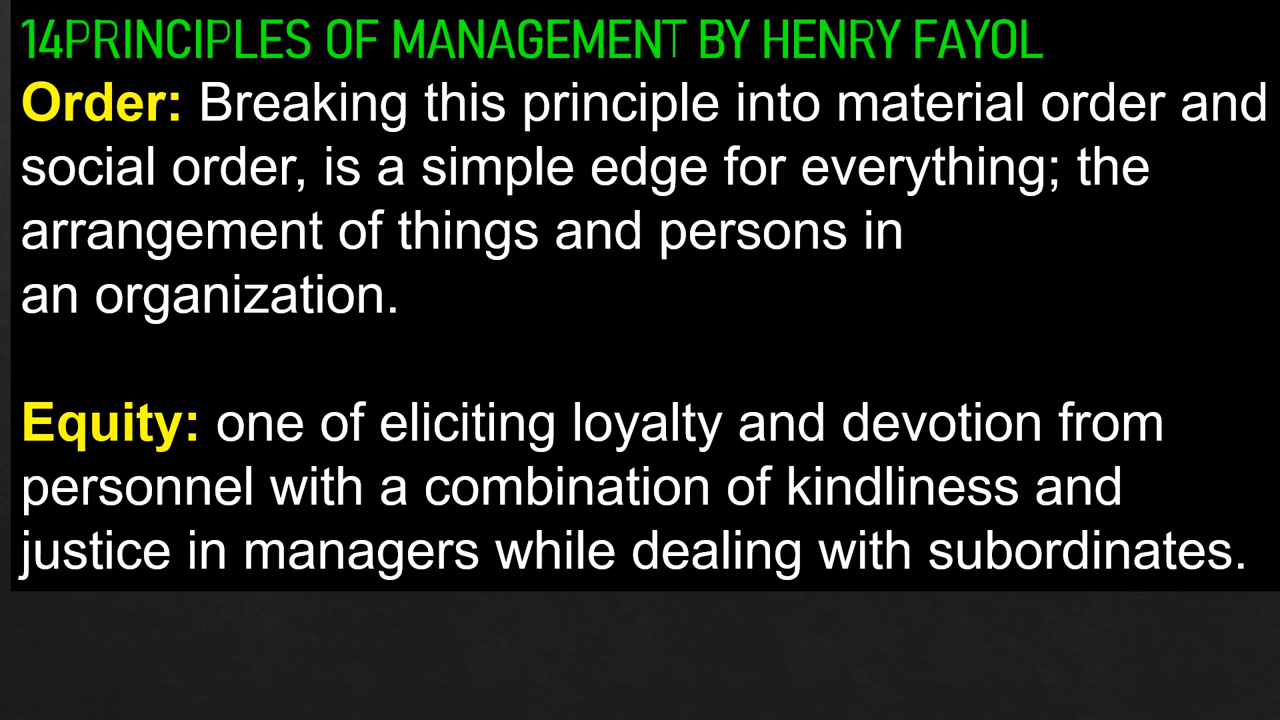 14PRINCIPLES OF MANAGEMENT BY HENRY FAYOL
Order: Breaking this principle into material order and
social order, is a simple edge for everything; the
arrangement of things and persons in
an organization.
Equity: one of eliciting loyalty and devotion from
personnel with a combination of kindliness and
justice in managers while dealing with subordinates.